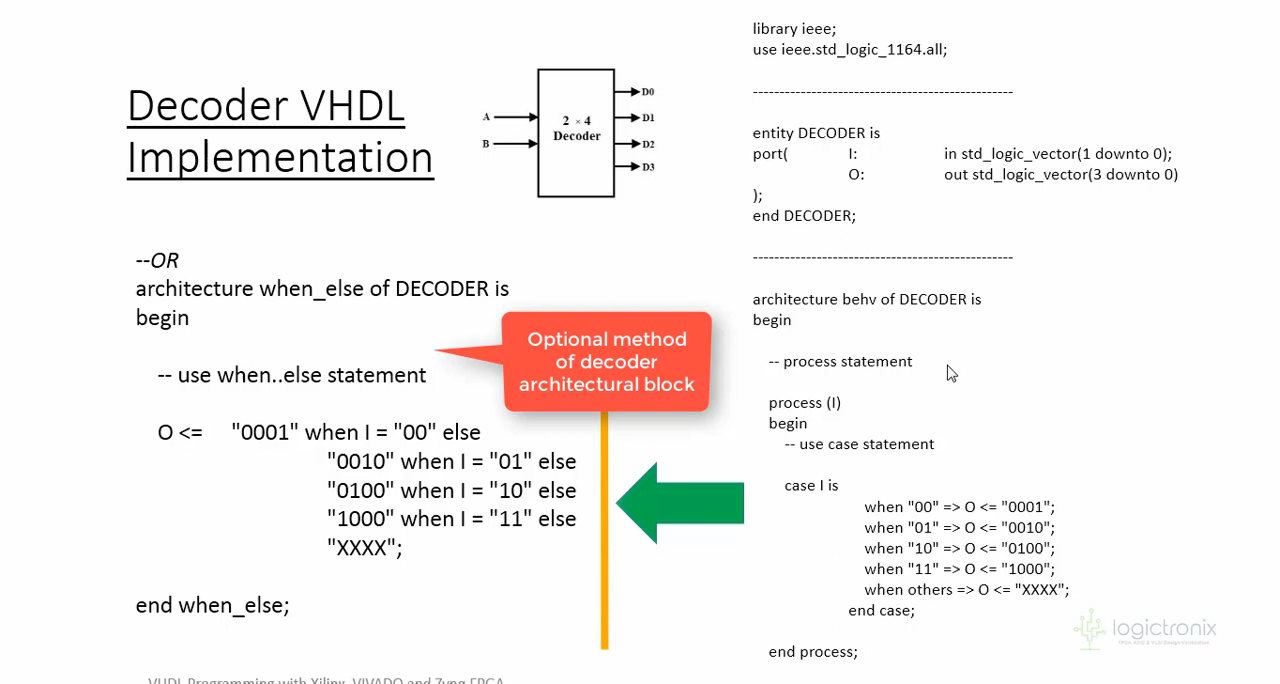 Decoder VHDL
Implementation
A
B
2 × 4
Decoder
D0
D1
D2
D3
--OR
architecture when_else of DECODER is
begin
-- use when..else statement
O <= "0001" when I = "00" else
"0010" when I = "01" else
"0100" when I = "10" else
"1000" when I = "11" else
"XXXX";
end when_else;
Optional method
of decoder
architectural block
library ieee;
use ieee.std_logic_1164.all;
-------------------------------------------------
entity DECODER is
port( I: in std_logic_vector(1 downto 0);
O: out std_logic_vector(3 downto 0)
);
end DECODER;
-------------------------------------------------
architecture behv of DECODER is
begin
-- process statement
process (I)
begin
-- use case statement
case I is
when "00" => O <= "0001";
when "01" => O <= "0010";
when "10" => O <= "0100";
when "11" => O <= "1000";
when others => O <= "XXXX";
end case;
end process;
logictronix
VHDL Programming with Xilinx VIVADO and Zynq FPGA